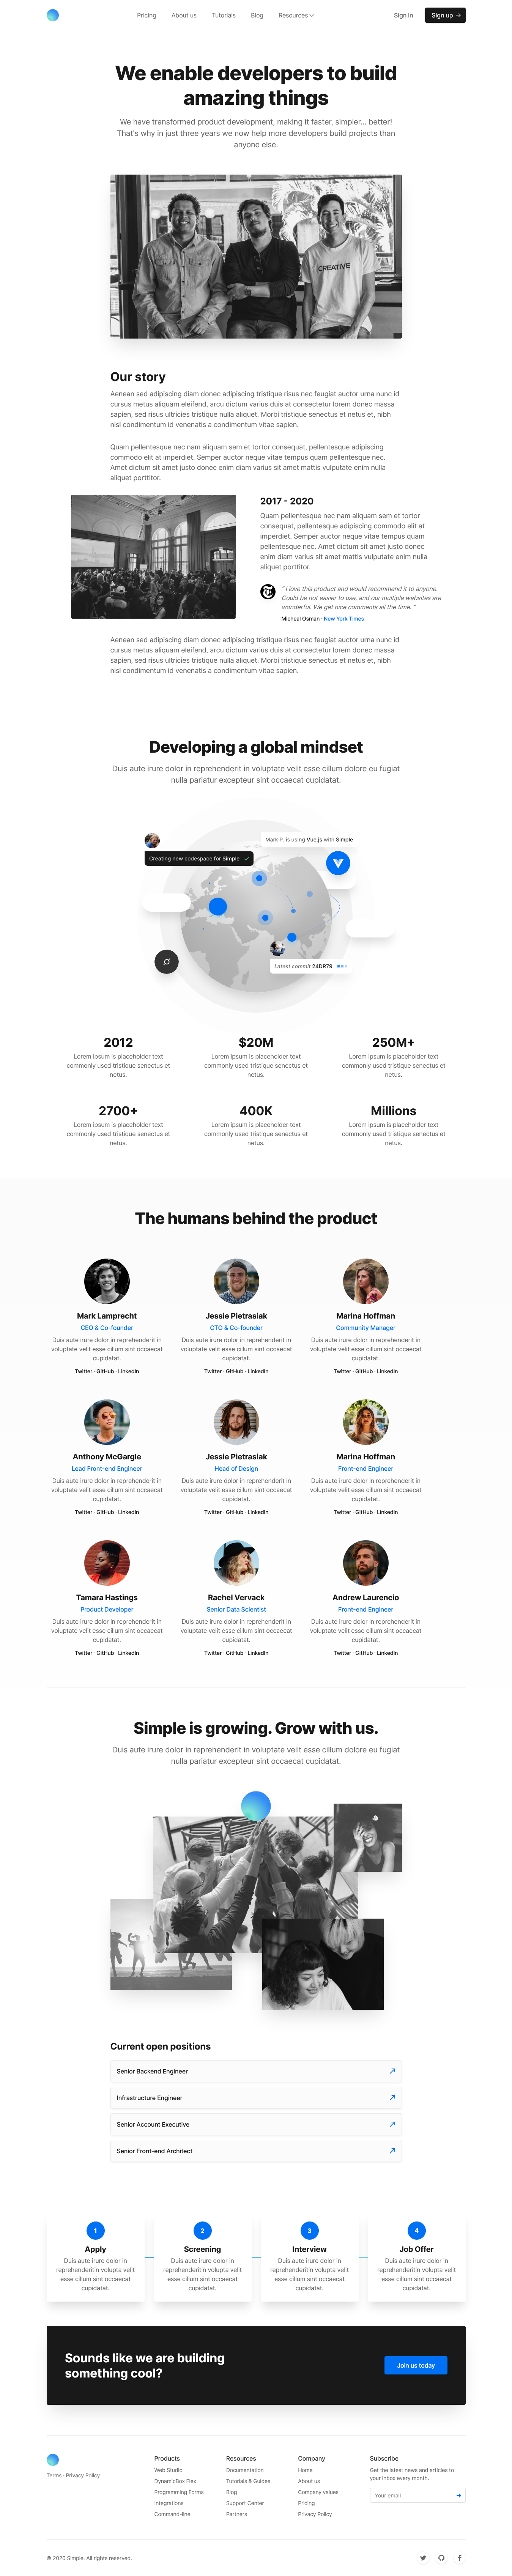 Pricing About us Tutorials Blog Resources Sign in Sign up
We enable developers to build
amazing things
We have transformed product development, making it faster, simpler... better!
That's why in just three years we now help more developers build projects than
anyone else.
CREATIVE
Our story
Aenean sed adipiscing diam donec adipiscing tristique risus nec feugiat auctor urna nunc id
cursus metus aliquam eleifend, arcu dictum varius duis at consectetur lorem donec massa
sapien, sed risus ultricies tristique nulla aliquet. Morbi tristique senectus et netus et, nibh
nisl condimentum id venenatis a condimentum vitae sapien.
Quam pellentesque nec nam aliquam sem et tortor consequat, pellentesque adipiscing
commodo elit at imperdiet. Semper auctor neque vitae tempus quam pellentesque nec.
Amet dictum sit amet justo donec enim diam varius sit amet mattis vulputate enim nulla
aliquet porttitor.
2017 - 2020
Quam pellentesque nec nam aliquam sem et tortor
consequat, pellentesque adipiscing commodo elit at
imperdiet. Semper auctor neque vitae tempus quam
pellentesque nec. Amet dictum sit amet justo donec
enim diam varius sit amet mattis vulputate enim nulla
aliquet porttitor.
" I love this product and would recommend it to anyone.
Could be not easier to use, and our multiple websites are
wonderful. We get nice comments all the time. "
Micheal Osman · New York Times
Aenean sed adipiscing diam donec adipiscing tristique risus nec feugiat auctor urna nunc id
cursus metus aliquam eleifend, arcu dictum varius duis at consectetur lorem donec massa
sapien, sed risus ultricies tristique nulla aliquet. Morbi tristique senectus et netus et, nibh
nisl condimentum id venenatis a condimentum vitae sapien.
Developing a global mindset
Duis aute irure dolor in reprehenderit in voluptate velit esse cillum dolore eu fugiat
nulla pariatur excepteur sint occaecat cupidatat.
Mark P. is using Vue.js with Simple
Creating new codespace for Simple
Latest commit 24DR79
2012 $20M 250M+
Lorem ipsum is placeholder text Lorem ipsum is placeholder text Lorem ipsum is placeholder text
commonly used tristique senectus et commonly used tristique senectus et commonly used tristique senectus et
netus. netus. netus.
2700+ 400K Millions
Lorem ipsum is placeholder text Lorem ipsum is placeholder text Lorem ipsum is placeholder text
commonly used tristique senectus et commonly used tristique senectus et commonly used tristique senectus et
netus. netus. netus.
The humans behind the product
Mark Lamprecht Jessie Pietrasiak Marina Hoffman
CEO & Co-founder CTO & Co-founder Community Manager
Duis aute irure dolor in reprehenderit in Duis aute irure dolor in reprehenderit in Duis aute irure dolor in reprehenderit in
voluptate velit esse cillum sint occaecat voluptate velit esse cillum sint occaecat voluptate velit esse cillum sint occaecat
cupidatat. cupidatat. cupidatat.
Twitter · GitHub · LinkedIn Twitter · GitHub · LinkedIn Twitter · GitHub · LinkedIn
Anthony McGargle Jessie Pietrasiak Marina Hoffman
Lead Front-end Engineer Head of Design Front-end Engineer
Duis aute irure dolor in reprehenderit in Duis aute irure dolor in reprehenderit in Duis aute irure dolor in reprehenderit in
voluptate velit esse cillum sint occaecat voluptate velit esse cillum sint occaecat voluptate velit esse cillum sint occaecat
cupidatat. cupidatat. cupidatat.
Twitter · GitHub · LinkedIn Twitter · GitHub · LinkedIn Twitter · GitHub · LinkedIn
Tamara Hastings Rachel Vervack Andrew Laurencio
Product Developer Senior Data Scientist Front-end Engineer
Duis aute irure dolor in reprehenderit in Duis aute irure dolor in reprehenderit in Duis aute irure dolor in reprehenderit in
voluptate velit esse cillum sint occaecat voluptate velit esse cillum sint occaecat voluptate velit esse cillum sint occaecat
cupidatat. cupidatat. cupidatat.
Twitter · GitHub · LinkedIn Twitter · GitHub · LinkedIn Twitter · GitHub · LinkedIn
Simple is growing. Grow with us.
Duis aute irure dolor in reprehenderit in voluptate velit esse cillum dolore eu fugiat
nulla pariatur excepteur sint occaecat cupidatat.
Current open positions
Senior Backend Engineer
Infrastructure Engineer
Senior Account Executive
Senior Front-end Architect
1 2 3 4
Apply Screening Interview Job Offer
Duis aute irure dolor in Duis aute irure dolor in Duis aute irure dolor in Duis aute irure dolor in
reprehenderitin volupta velit reprehenderitin volupta velit reprehenderitin volupta velit reprehenderitin volupta velit
esse cillum sint occaecat esse cillum sint occaecat esse cillum sint occaecat esse cillum sint occaecat
cupidatat. cupidatat. cupidatat. cupidatat.
Sounds like we are building
something cool?
Join us today
Products Resources Company Subscribe
Terms · Privacy Policy
Web Studio Documentation Home Get the latest news and articles to
DynamicBox Flex Tutorials & Guides About us your inbox every month.
Programming Forms Blog Company values
Integrations Support Center Pricing Your email
Command-line Partners Privacy Policy
© 2020 Simple. All rights reserved.